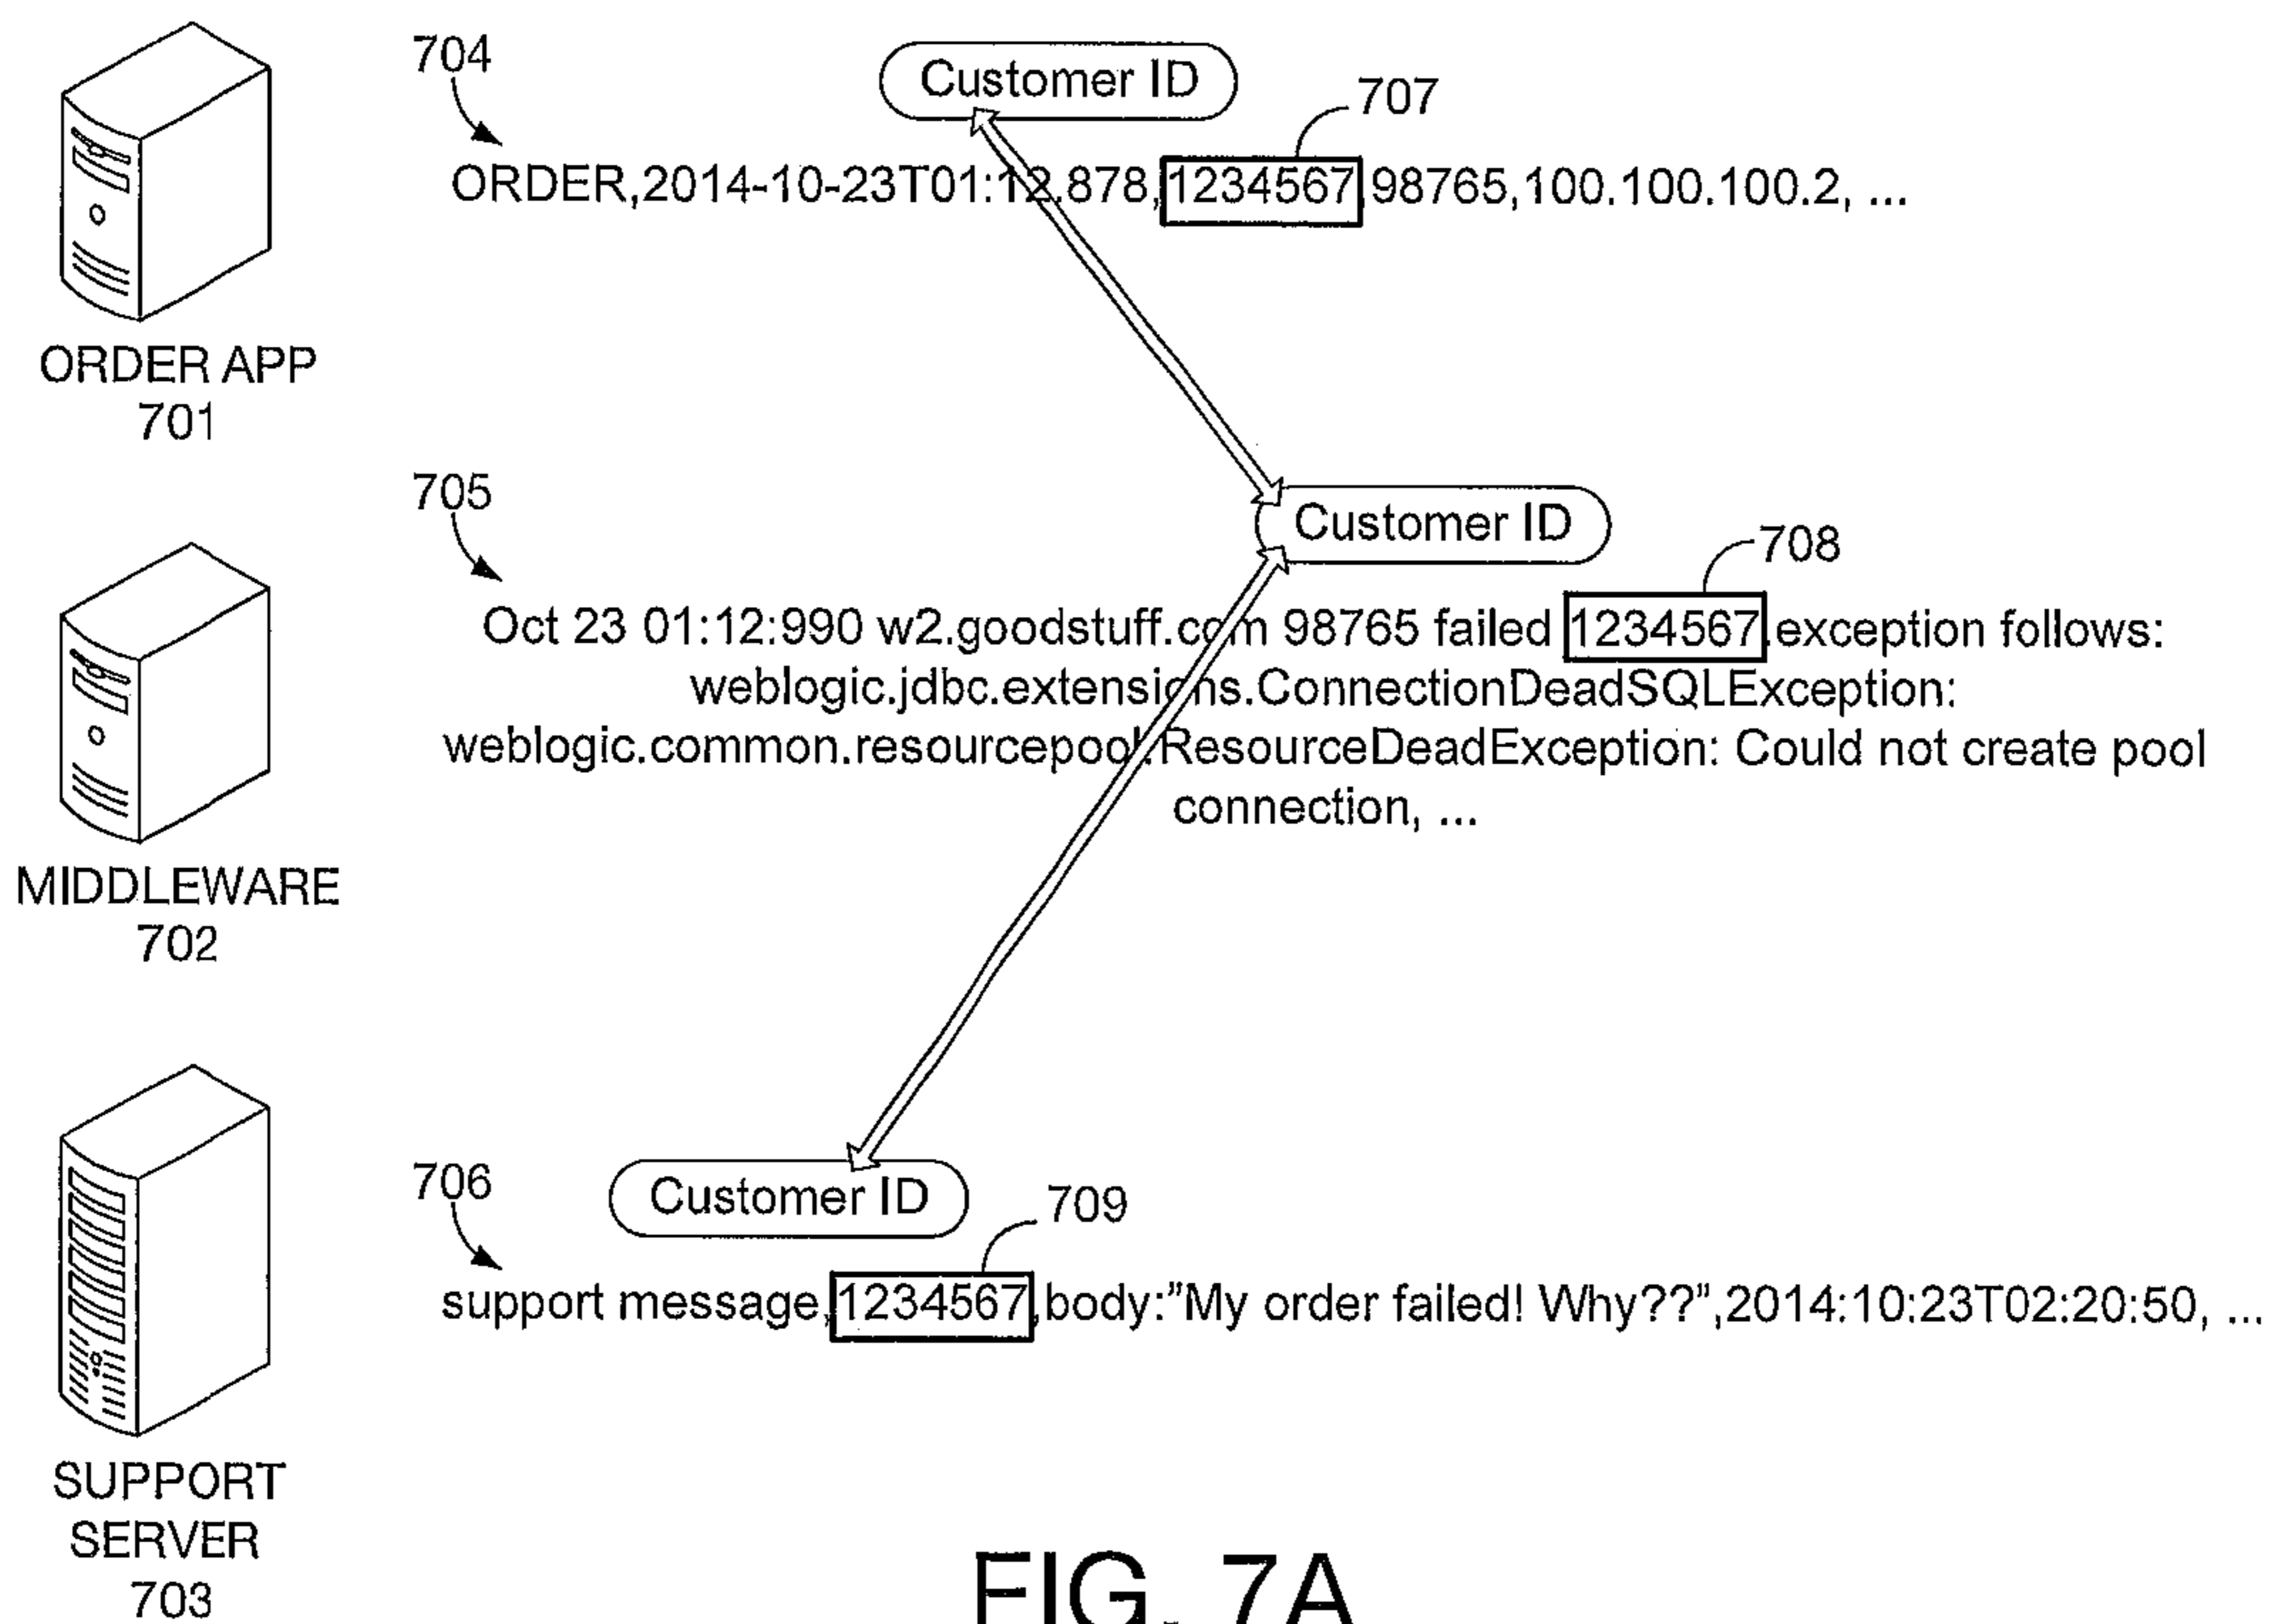 704
Customer ID
707
ORDER,2014-10-23T01:12.878,1234567,98765,100.100.100.2, ...
ORDER APP
701
705
Customer ID
708
Oct 23 01:12:990 w2.goodstuff.com 98765 failed 1234567.exception follows:
weblogic.jdbc.extensions.ConnectionDeadSQLException:
weblogic.common.resourcepool.ResourceDeadException: Could not create pool
connection, ...
MIDDLEWARE
702
706
Customer ID
709
support message,1234567,body:”My order failed! Why??”,2014:10:23T02:20:50, ...
SUPPORT
SERVER
703
FIG. 7A